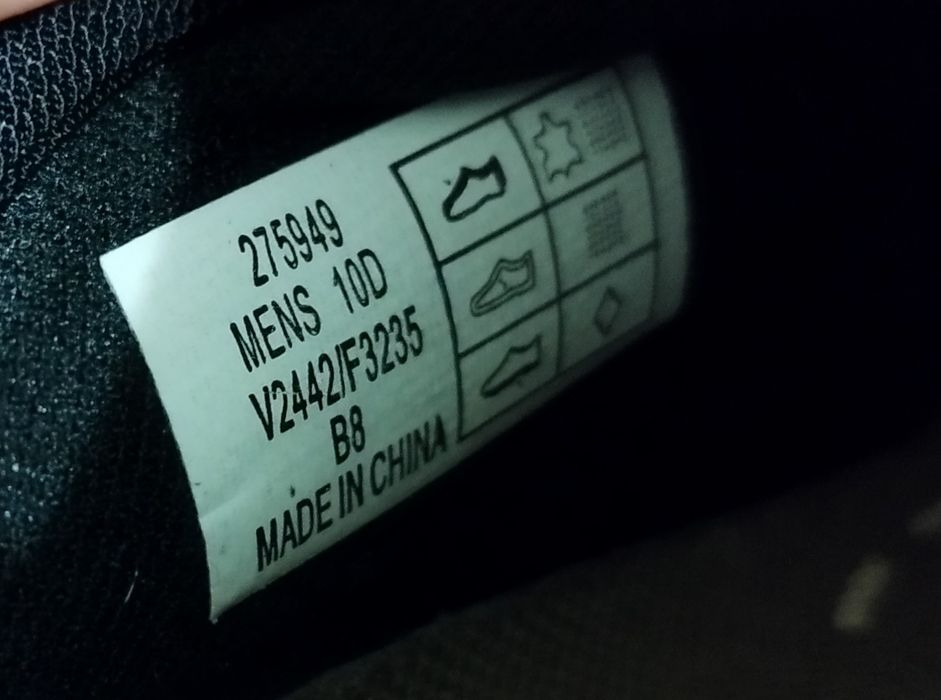 275949
MENS 10D
V2442/F3235
B8
MADE IN CHINA